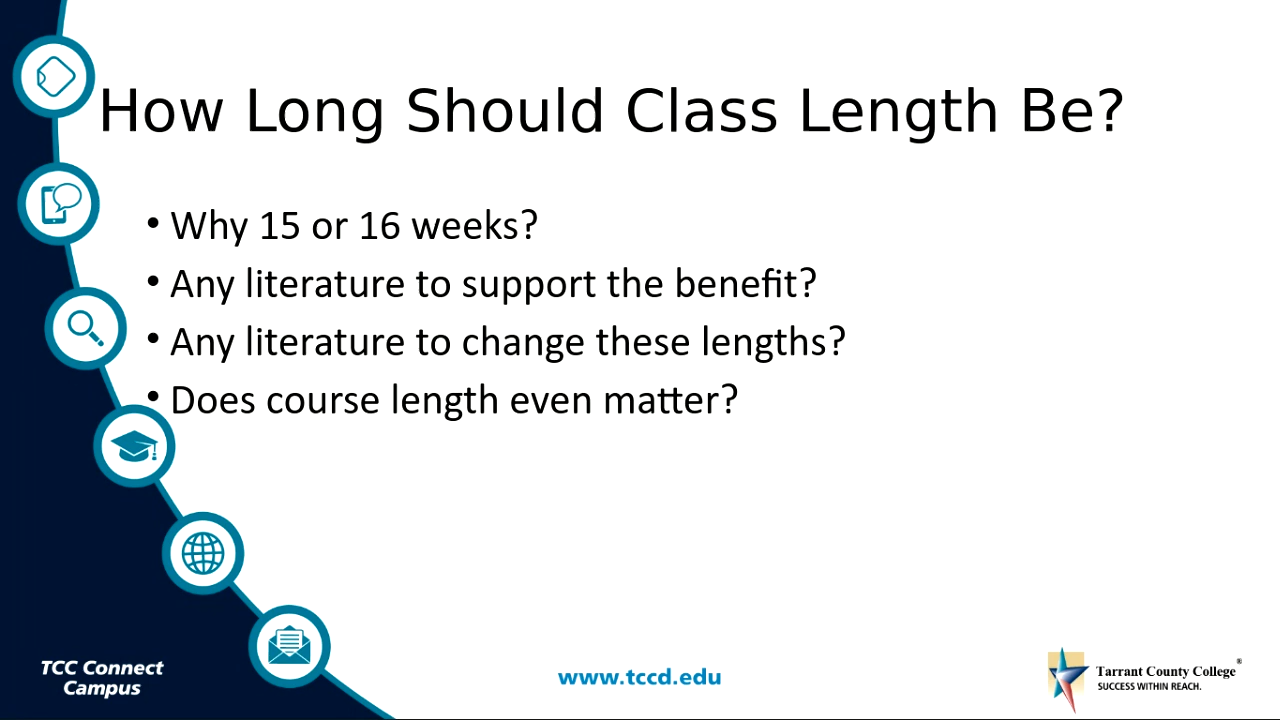 How Long Should Class Length Be?
• Why 15 or 16 weeks?
• Any literature to support the benefit?
• Any literature to change these lengths?
• Does course length even matter?
TCC Connect
Campus
www.tccd.edu
Tarrant County College®
SUCCESS WITHIN REACH.